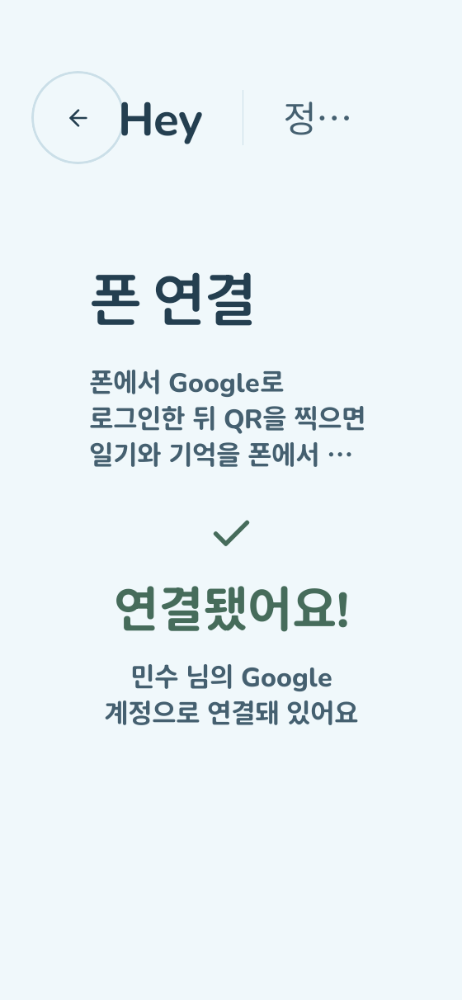 Hey
정⋯
폰 연결
폰에서 Google로
로그인한 뒤 QR을 찍으면
일기와 기억을 폰에서 ⋯
연결됐어요!
민수 님의 Google
계정으로 연결돼 있어요